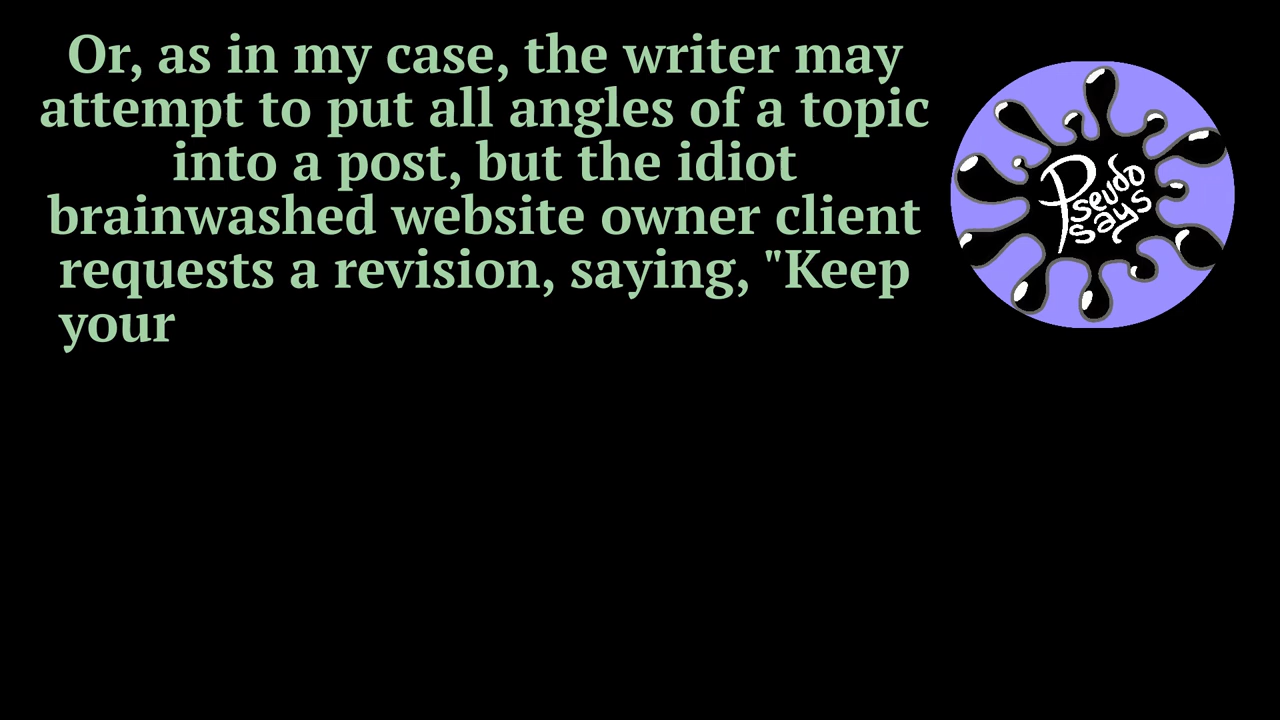 Or, as in my case, the writer may
attempt to put all angles of a topic
into a post, but the idiot
brainwashed website owner client
requests a revision, saying, "Keep
your
Pseudo
says